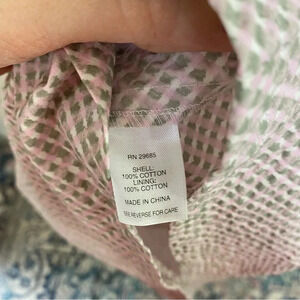 RN 29685
SHELL:
100% COTTON
LINING:
100% COTTON
MADE IN CHINA
SEE REVERSE FOR CARE